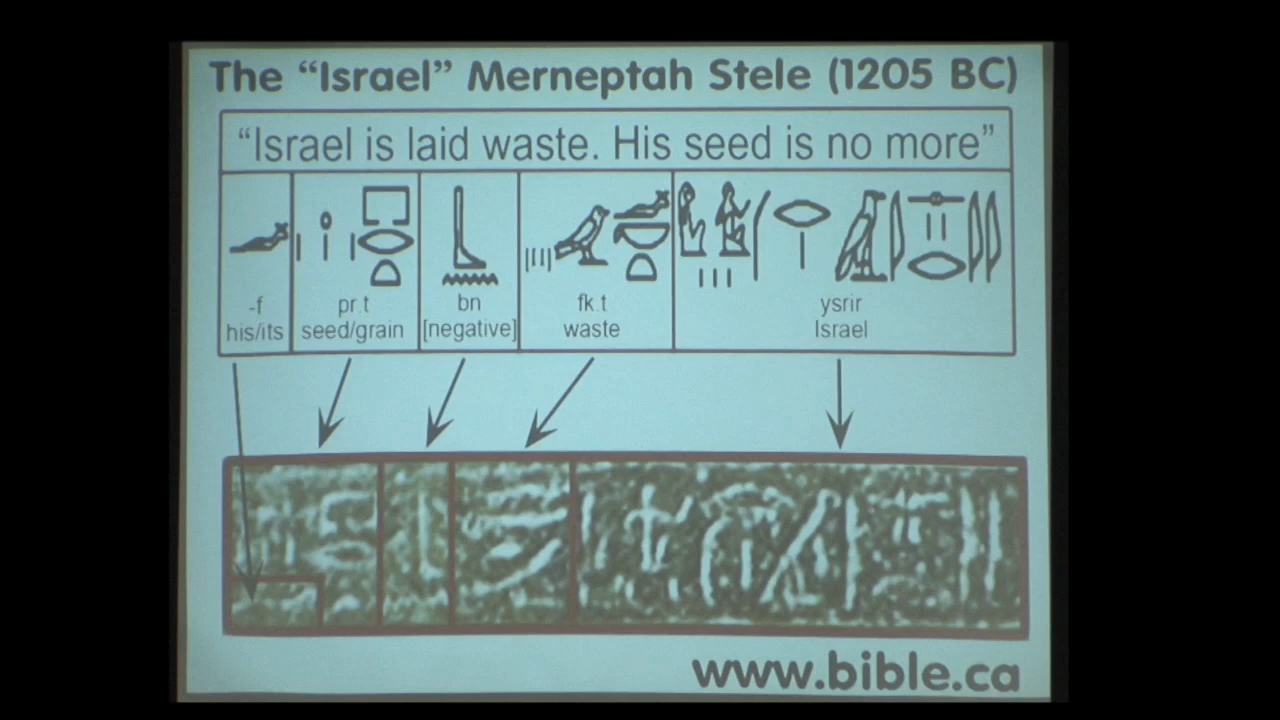 The “Israel” Merneptah Stele (1205 BC)
“Israel is laid waste. His seed is no more”
-f
his/its
pr.t
seed/grain
bn
[negative]
fk.t
waste
ysrir
Israel
www.bible.ca